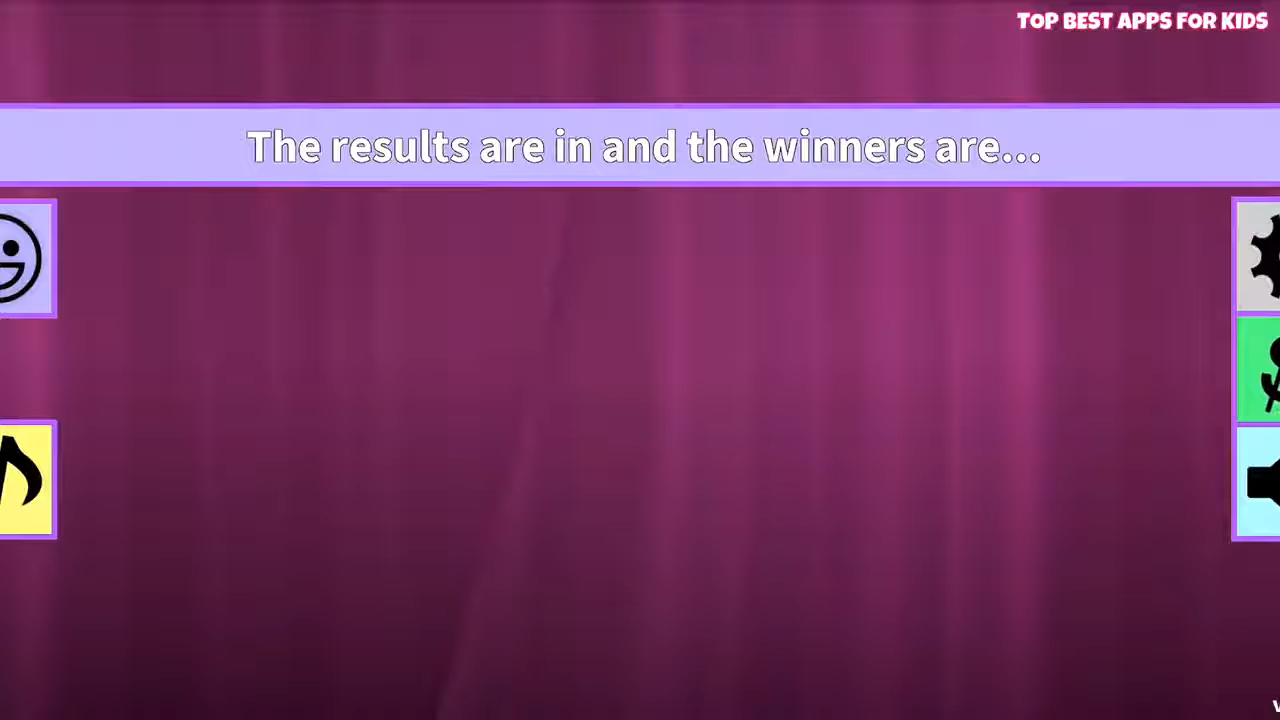 TOP BEST APPS FOR KIDS
The results are in and the winners are...